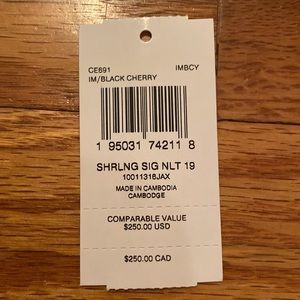 CE691 IMBCY
IM/BLACK CHERRY
1 95031 74211 8
SHRLNG SIG NLT 19
10011316JAX
MADE IN CAMBODIA
CAMBODGE
COMPARABLE VALUE
$250.00 USD
$250.00 CAD